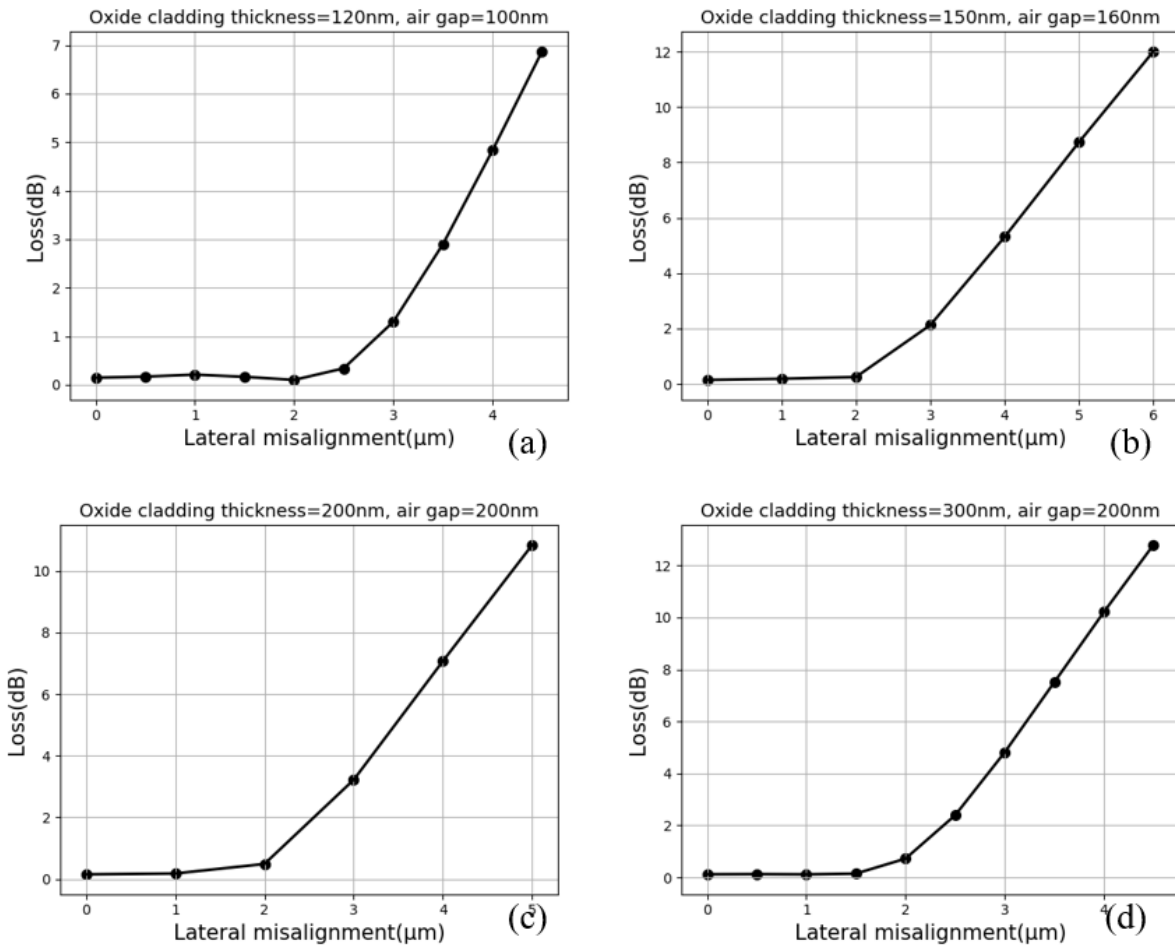 Oxide cladding thickness=120nm, air gap=100nm
7
6
5
4
3
2
1
0
Loss(dB)
0 1 2 3 4
Lateral misalignment(μm)
(a)
Oxide cladding thickness=150nm, air gap=160nm
12
10
8
6
4
2
0
Loss(dB)
0 1 2 3 4 5 6
Lateral misalignment(μm)
(b)
Oxide cladding thickness=200nm, air gap=200nm
10
8
6
4
2
0
Loss(dB)
0 1 2 3 4 5
Lateral misalignment(μm)
(c)
Oxide cladding thickness=300nm, air gap=200nm
12
10
8
6
4
2
0
Loss(dB)
0 1 2 3 4
Lateral misalignment(μm)
(d)